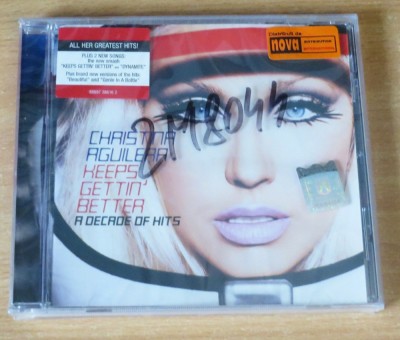 ALL HER GREATEST HITS!
PLUS 2 NEW SONGS:
the new smash
"KEEPS GETTIN' BETTER" and "DYNAMITE"
Plus brand new versions of the hits
"Beautiful" and "Genie In A Bottle"
nova
2M8044
CHRISTINA
AGUILERA
KEEPS
GETTIN'
BETTER
A DECADE OF HITS